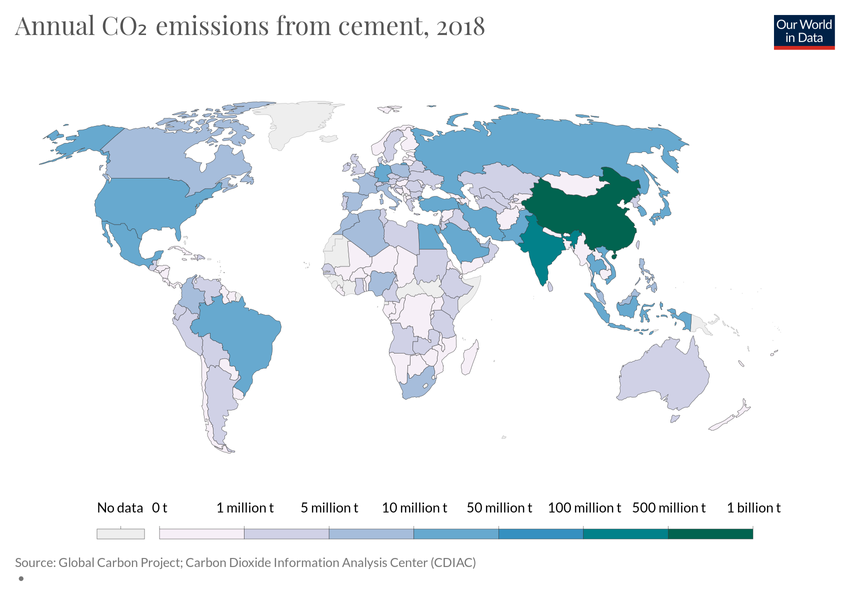 Annual CO₂ emissions from cement, 2018
Our World
in Data
No data 0 t 1 million t 5 million t 10 million t 50 million t 100 million t 500 million t 1 billion t
Source: Global Carbon Project; Carbon Dioxide Information Analysis Center (CDIAC)
•